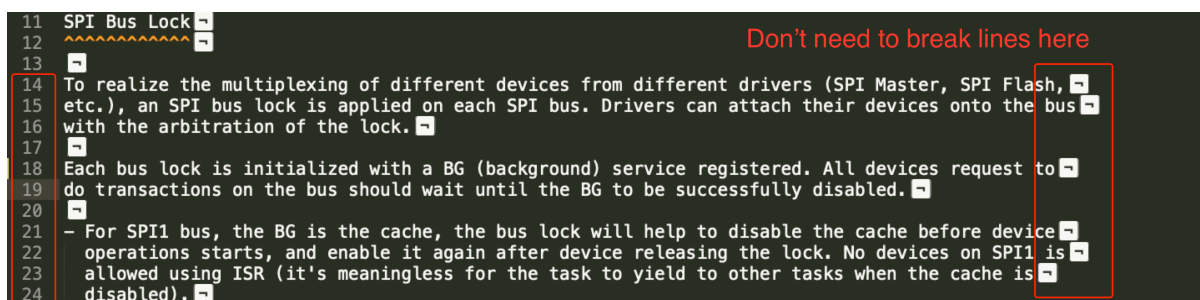 11 SPI Bus Lock¬
12 ^^^^^^^^^^^^¬
Don't need to break lines here
13 ¬
14 To realize the multiplexing of different devices from different drivers (SPI Master, SPI Flash,¬
15 etc.), an SPI bus lock is applied on each SPI bus. Drivers can attach their devices onto the bus¬
16 with the arbitration of the lock.¬
17 ¬
18 Each bus lock is initialized with a BG (background) service registered. All devices request to¬
19 do transactions on the bus should wait until the BG to be successfully disabled.¬
20 ¬
21 - For SPI1 bus, the BG is the cache, the bus lock will help to disable the cache before device¬
22 operations starts, and enable it again after device releasing the lock. No devices on SPI1 is¬
23 allowed using ISR (it's meaningless for the task to yield to other tasks when the cache is¬
24 disabled).¬